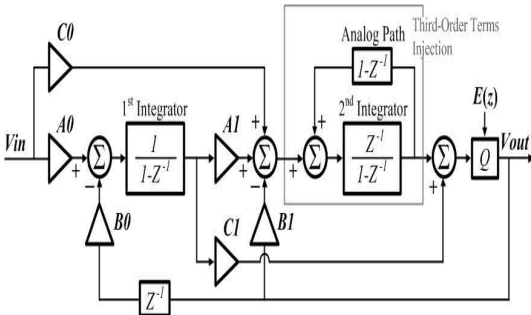 C0
Analog Path
Third-Order Terms
Injection
1-Z⁻¹
E(z)
Vin
A0
1ˢᵗ Integrator
A1
2ⁿᵈ Integrator
Vout
+
+
+
Σ
1
1-Z⁻¹
+
Σ
+
Σ
Z⁻¹
1-Z⁻¹
+
Σ
Q
−
−
B0
C1
B1
Z⁻¹